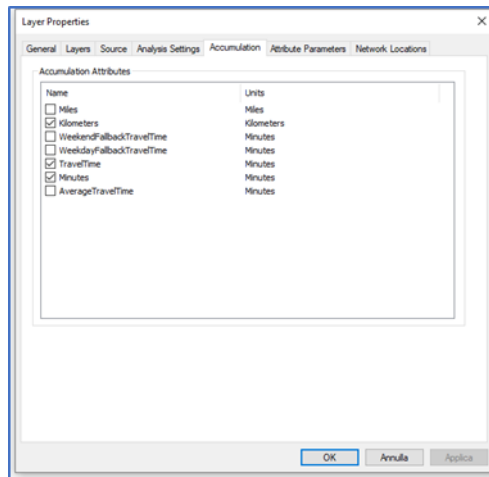 Layer Properties
General Layers Source Analysis Settings Accumulation Attribute Parameters Network Locations
Accumulation Attributes
Name Units
Miles Miles
Kilometers Kilometers
WeekendFallbackTravelTime Minutes
WeekdayFallbackTravelTime Minutes
TravelTime Minutes
Minutes Minutes
AverageTravelTime Minutes
OK Annulla Applica